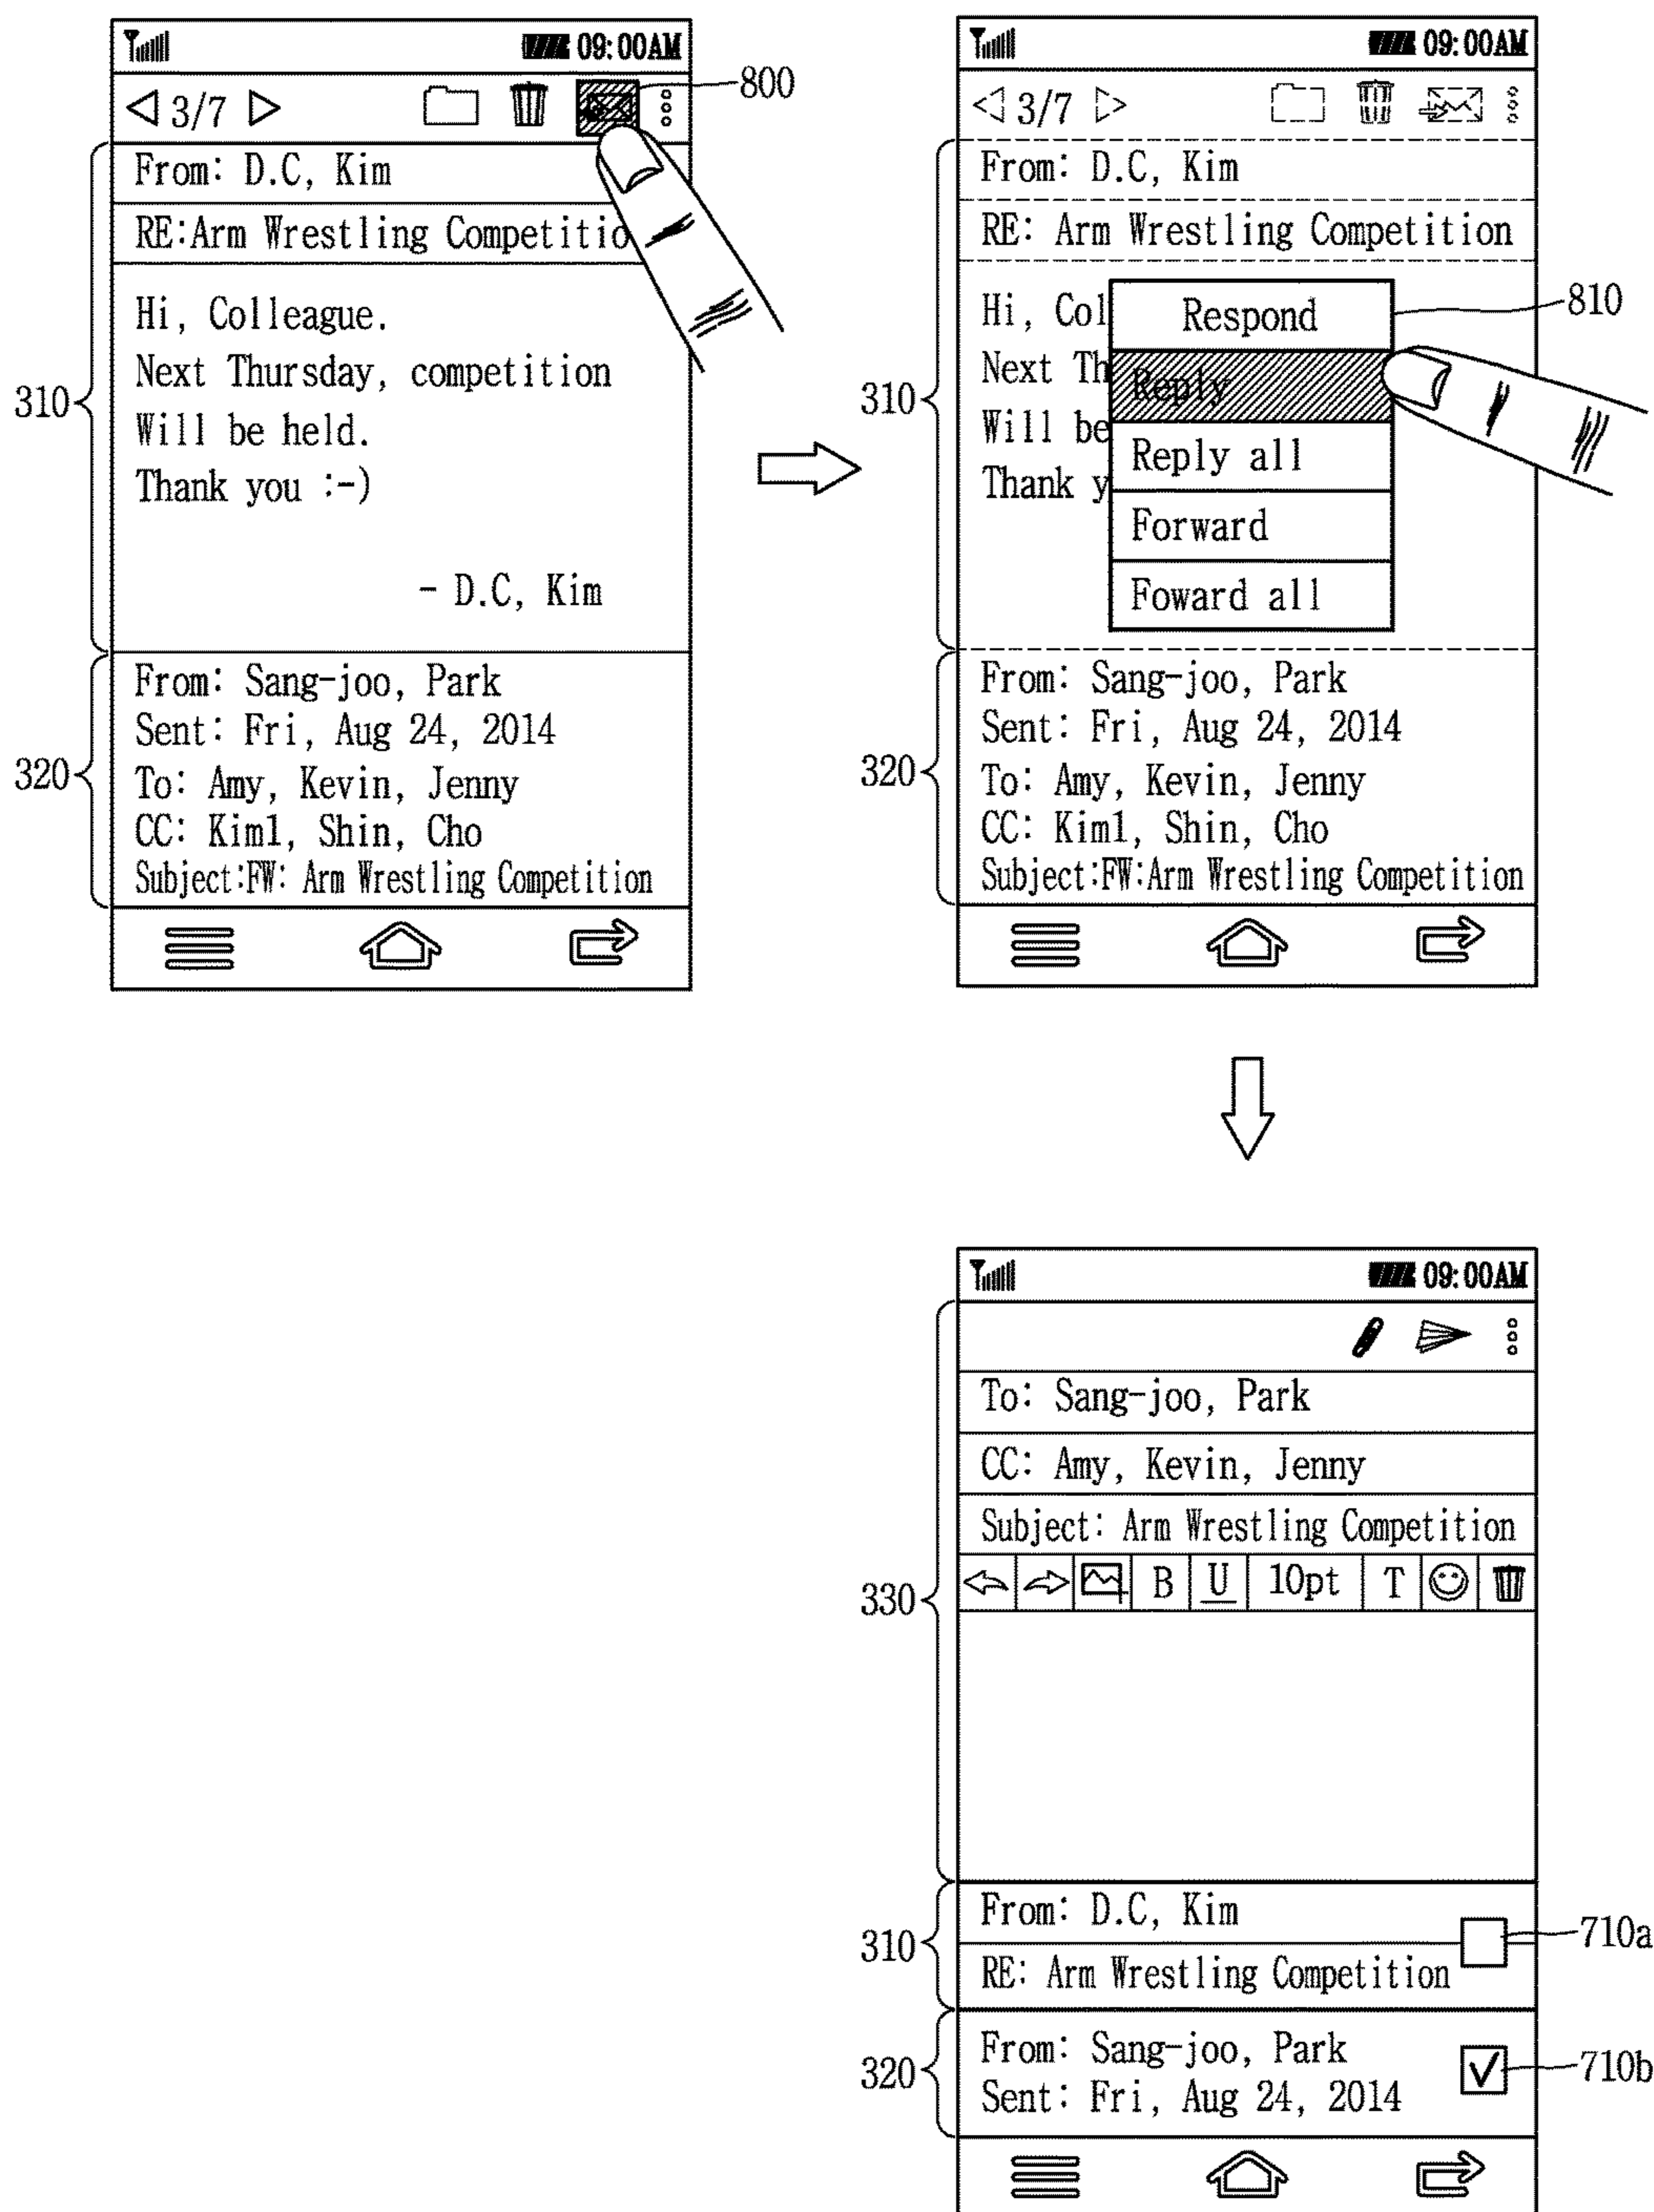 09:00AM
3/7
800
From: D.C, Kim
RE:Arm Wrestling Competitio
Hi, Colleague.
Next Thursday, competition
Will be held.
Thank you :-)
- D.C, Kim
310
From: Sang-joo, Park
Sent: Fri, Aug 24, 2014
To: Amy, Kevin, Jenny
CC: Kim1, Shin, Cho
Subject:FW: Arm Wrestling Competition
320
09:00AM
3/7
From: D.C, Kim
RE: Arm Wrestling Competition
Hi, Col
Next Th
Will be
Thank y
310
Respond
Reply
Reply all
Forward
Foward all
810
From: Sang-joo, Park
Sent: Fri, Aug 24, 2014
To: Amy, Kevin, Jenny
CC: Kim1, Shin, Cho
Subject:FW:Arm Wrestling Competition
320
09:00AM
To: Sang-joo, Park
CC: Amy, Kevin, Jenny
Subject: Arm Wrestling Competition
B U 10pt T
330
From: D.C, Kim
RE: Arm Wrestling Competition
310
710a
From: Sang-joo, Park
Sent: Fri, Aug 24, 2014
320
710b